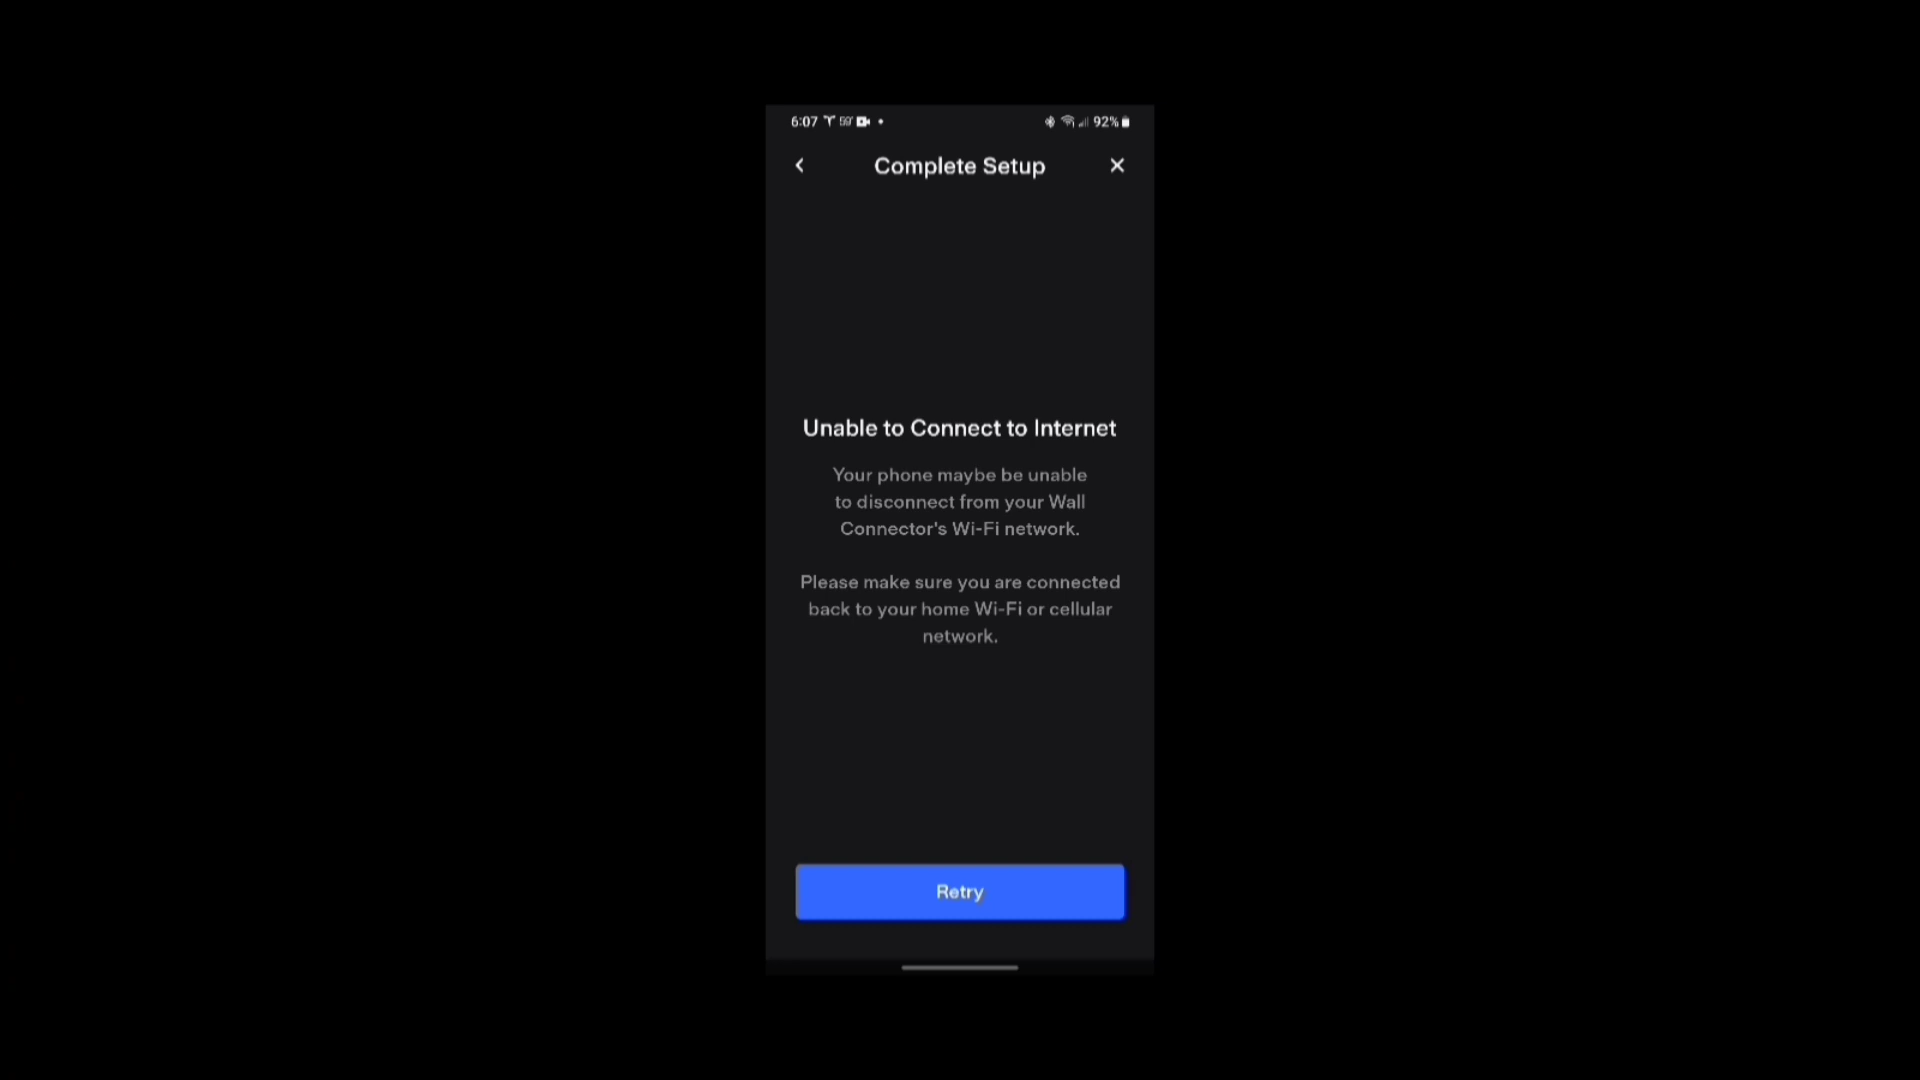 6:07 59° 92%
Complete Setup
Unable to Connect to Internet
Your phone maybe be unable
to disconnect from your Wall
Connector's Wi-Fi network.
Please make sure you are connected
back to your home Wi-Fi or cellular
network.
Retry